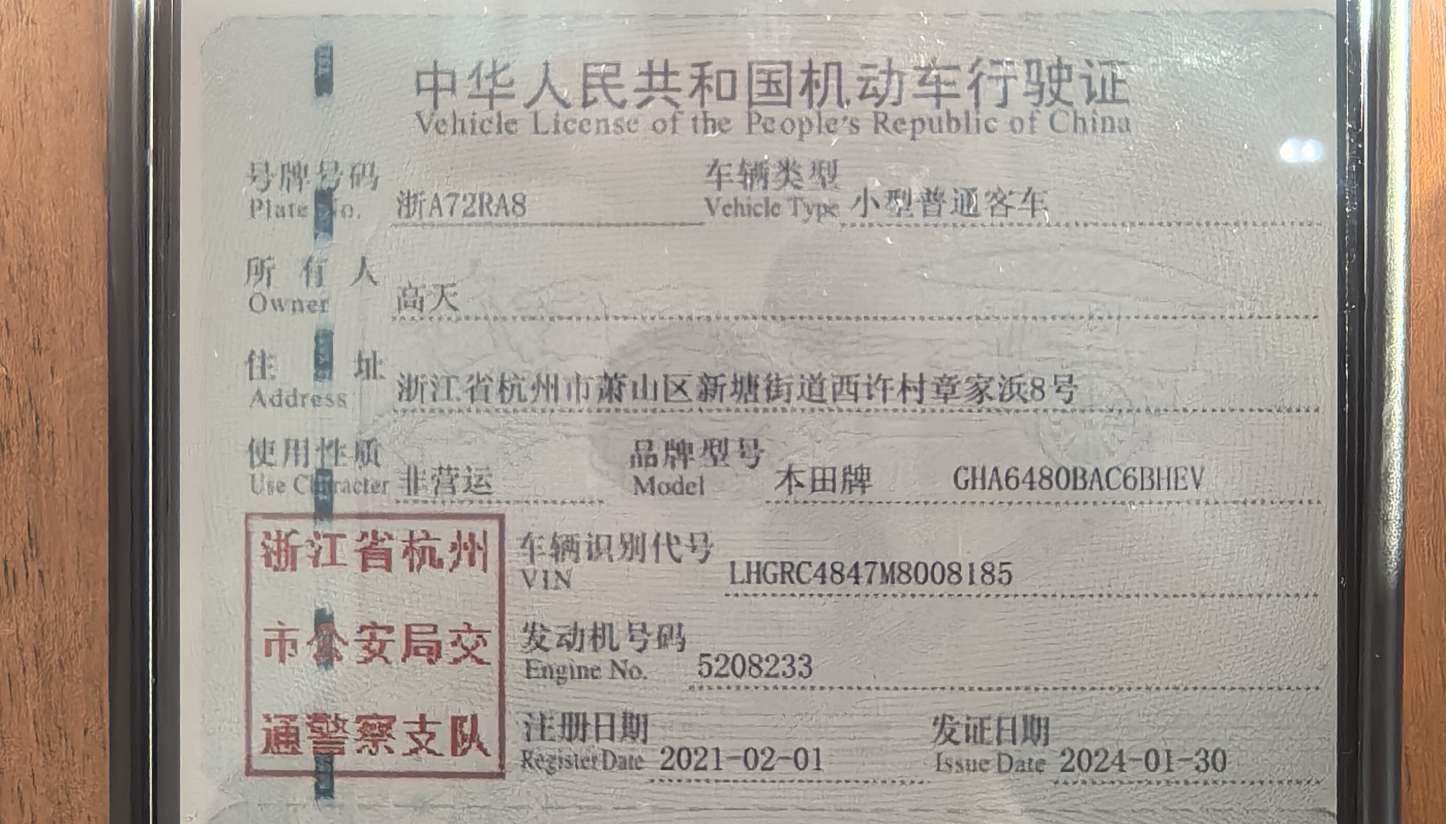 中华人民共和国机动车行驶证
Vehicle License of the People's Republic of China
号牌号码 浙A72RA8 车辆类型 小型普通客车
Plate No. Vehicle Type
所有人 高天
Owner
住址 浙江省杭州市萧山区新塘街道西许村章家浜8号
Address
使用性质 非营运 品牌型号 本田牌 GHA6480BAC6BHEV
Use Character Model
浙江省杭州 车辆识别代号 LHGRC4847M8008185
VIN
市公安局交 发动机号码 5208233
Engine No.
通警察支队 注册日期 2021-02-01 发证日期 2024-01-30
Register Date Issue Date